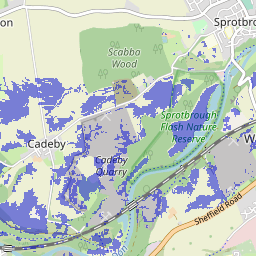 Sprotbro
Scabba
Wood
Sprotbrough
Flash Nature
Reserve
Cadeby
Cadeby
Quarry
W
Sheffield Road
on